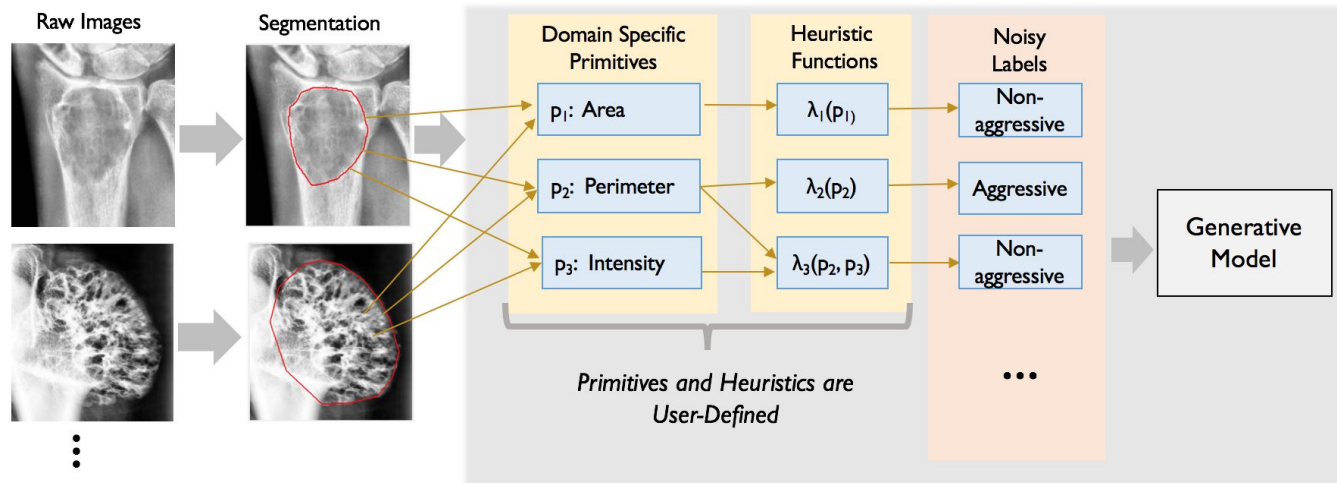 Raw Images
Segmentation
Domain Specific
Primitives
Heuristic
Functions
Noisy
Labels
p₁: Area
λ₁(p₁)
Non-
aggressive
p₂: Perimeter
λ₂(p₂)
Aggressive
p₃: Intensity
λ₃(p₂, p₃)
Non-
aggressive
Generative
Model
Primitives and Heuristics are
User-Defined
...
...